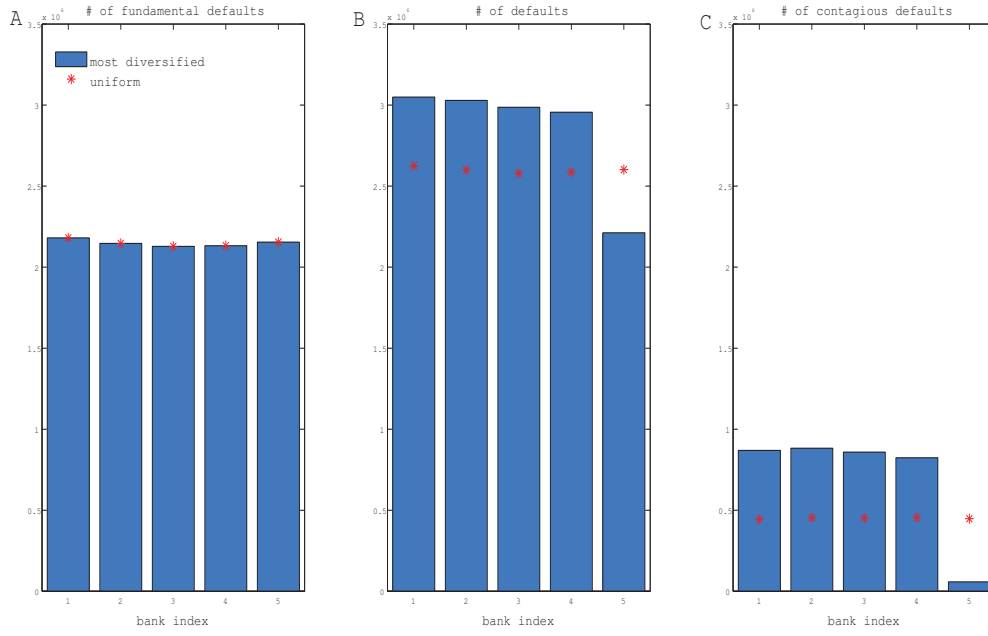 A
# of fundamental defaults
x 10^6
3.5
3
2.5
2
1.5
1
0.5
0
most diversified
uniform
1 2 3 4 5
bank index
B
# of defaults
x 10^6
3.5
3
2.5
2
1.5
1
0.5
0
1 2 3 4 5
bank index
C
# of contagious defaults
x 10^6
3.5
3
2.5
2
1.5
1
0.5
0
1 2 3 4 5
bank index